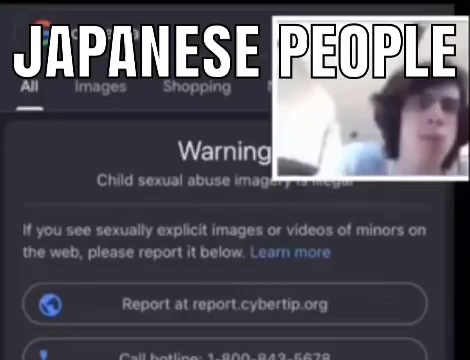 JAPANESE PEOPLE
All Images Shopping
Warning
Child sexual abuse imagery is illegal
If you see sexually explicit images or videos of minors on
the web, please report it below. Learn more
Report at report.cybertip.org
Call hotline: 1-800-843-5678